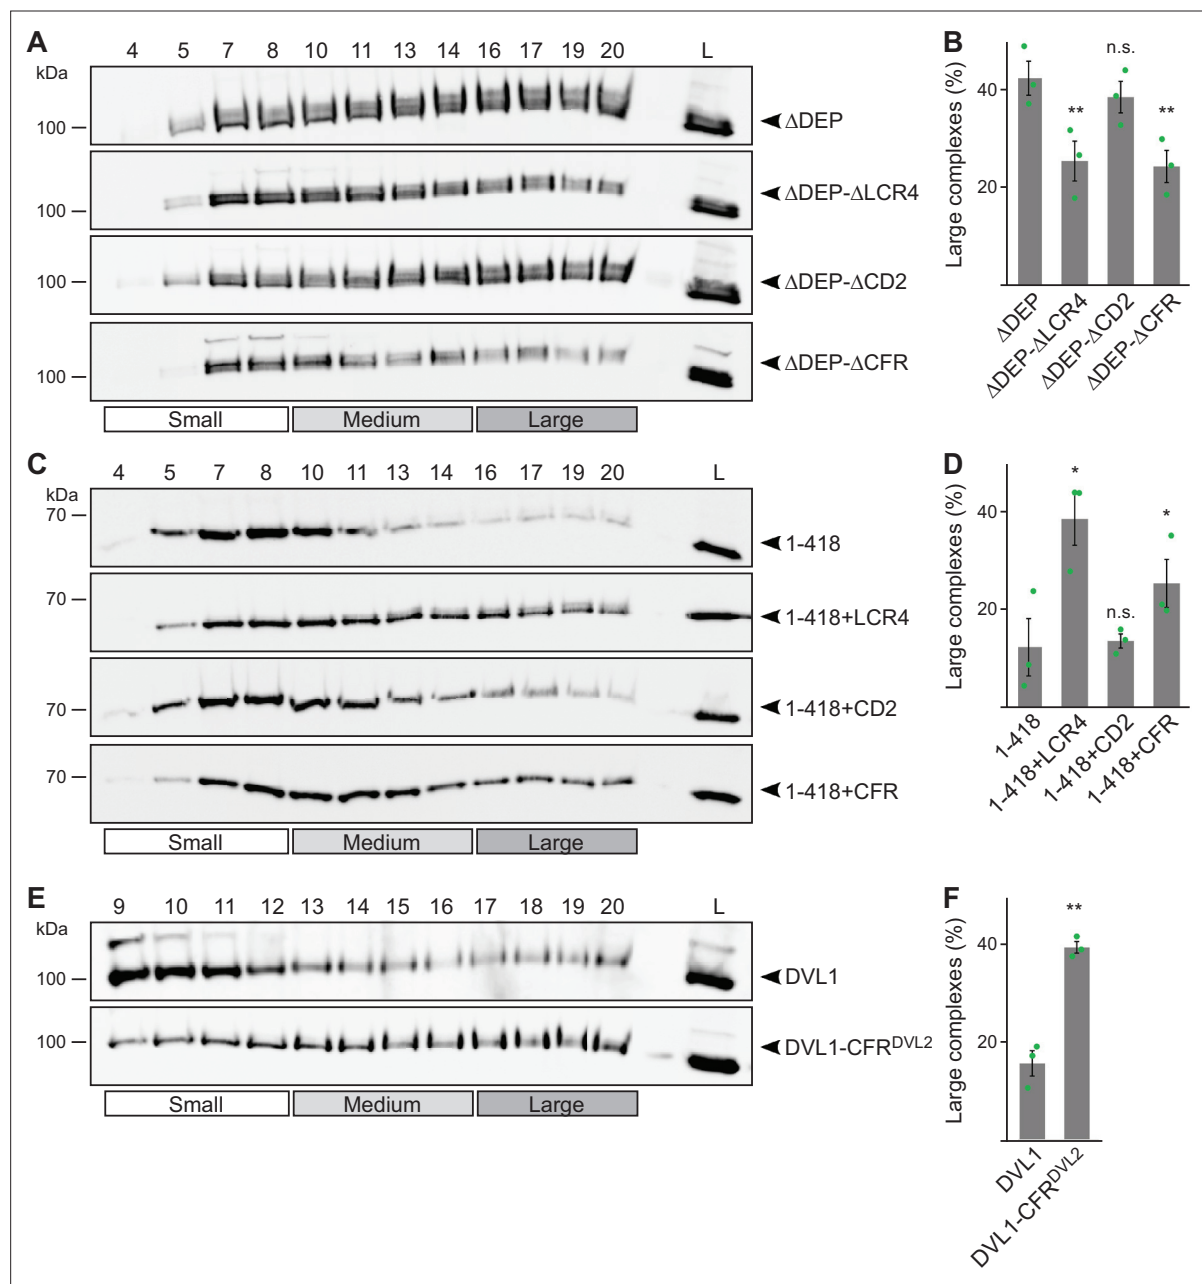 A
4 5 7 8 10 11 13 14 16 17 19 20 L
kDa
100
ΔDEP
100
ΔDEP-ΔLCR4
100
ΔDEP-ΔCD2
100
ΔDEP-ΔCFR
Small Medium Large
B
Large complexes (%)
40
20
** n.s. **
ΔDEP
ΔDEP-ΔLCR4
ΔDEP-ΔCD2
ΔDEP-ΔCFR
C
4 5 7 8 10 11 13 14 16 17 19 20 L
kDa
70
1-418
70
1-418+LCR4
70
1-418+CD2
70
1-418+CFR
Small Medium Large
D
Large complexes (%)
40
20
* n.s. *
1-418
1-418+LCR4
1-418+CD2
1-418+CFR
E
9 10 11 12 13 14 15 16 17 18 19 20 L
kDa
100
DVL1
100
DVL1-CFRDVL2
Small Medium Large
F
Large complexes (%)
40
20
**
DVL1
DVL1-CFRDVL2